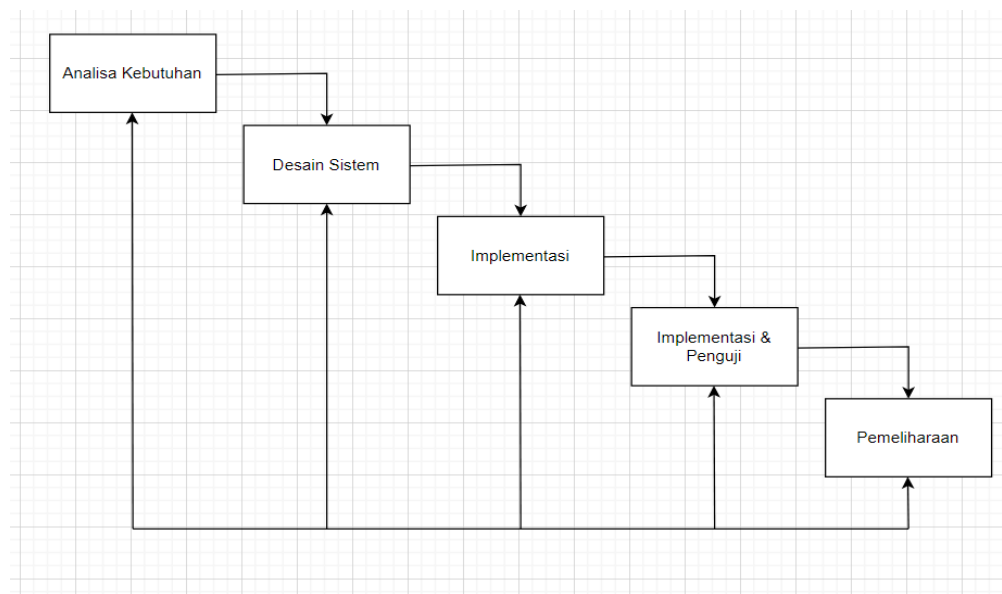 Analisa Kebutuhan
Desain Sistem
Implementasi
Implementasi &
Penguji
Pemeliharaan